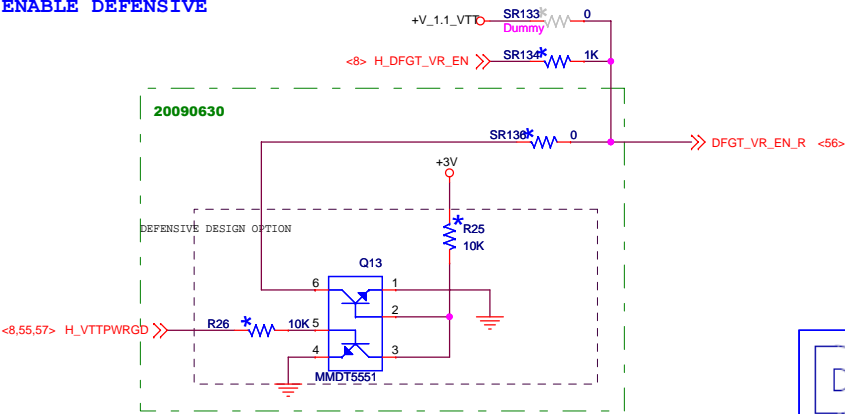 ENABLE DEFENSIVE
+V_1.1_VTT SR133* 0
Dummy
<8> H_DFGT_VR_EN SR134* 1K
20090630
SR136* 0
DFGT_VR_EN_R <56>
+3V
DEFENSIVE DESIGN OPTION
* R25
10K
Q13
6 1
2
<8,55,57> H_VTTPWRGD R26 * 10K 5
4 3
MMDT5551